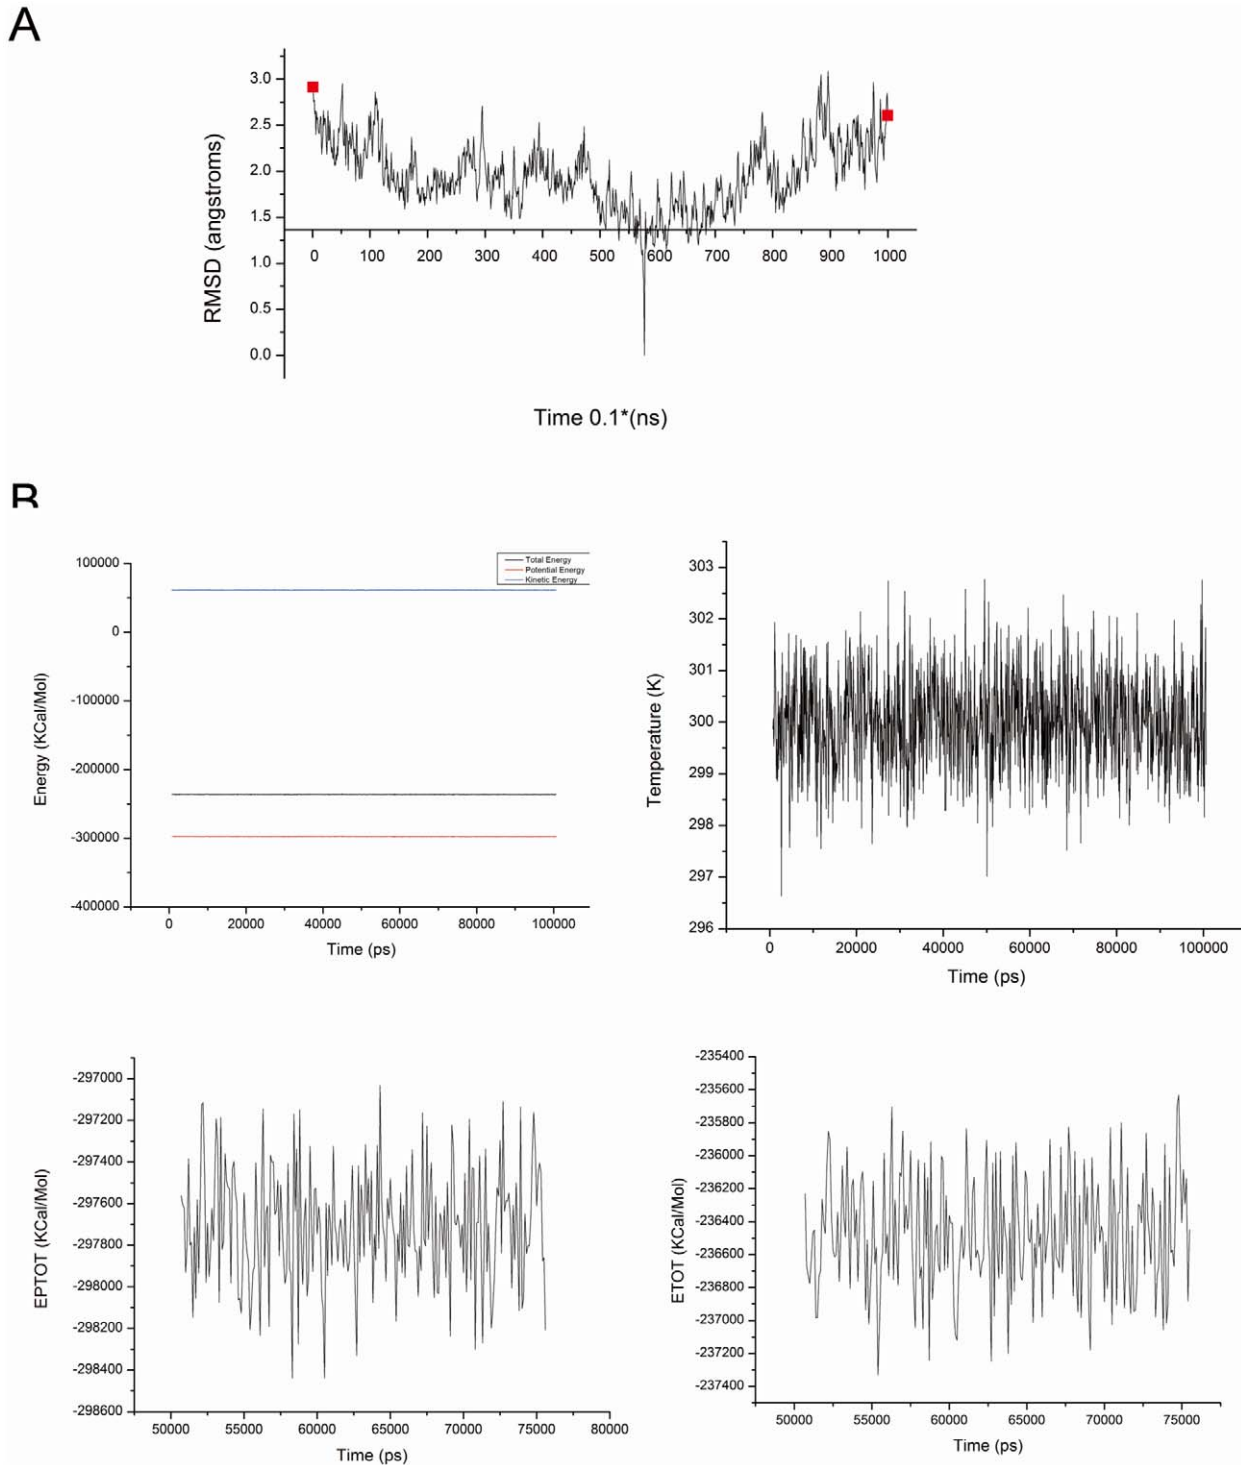 A
RMSD (angstroms)
3.0
2.5
2.0
1.5
1.0
0.5
0.0
0 100 200 300 400 500 600 700 800 900 1000
Time 0.1*(ns)
B
Energy (KCal/Mol)
100000
0
-100000
-200000
-300000
-400000
Total Energy
Potential Energy
Kinetic Energy
0 20000 40000 60000 80000 100000
Time (ps)
Temperature (K)
303
302
301
300
299
298
297
296
0 20000 40000 60000 80000 100000
Time (ps)
EPTOT (KCal/Mol)
-297000
-297200
-297400
-297600
-297800
-298000
-298200
-298400
-298600
50000 55000 60000 65000 70000 75000 80000
Time (ps)
ETOT (KCal/Mol)
-235400
-235600
-235800
-236000
-236200
-236400
-236600
-236800
-237000
-237200
-237400
50000 55000 60000 65000 70000 75000
Time (ps)